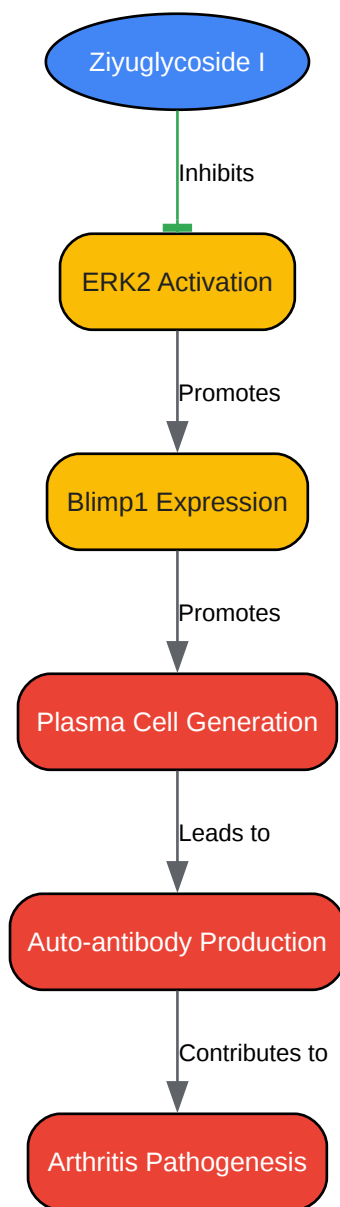 Ziyuglycoside I
Inhibits
ERK2 Activation
Promotes
Blimp1 Expression
Promotes
Plasma Cell Generation
Leads to
Auto-antibody Production
Contributes to
Arthritis Pathogenesis